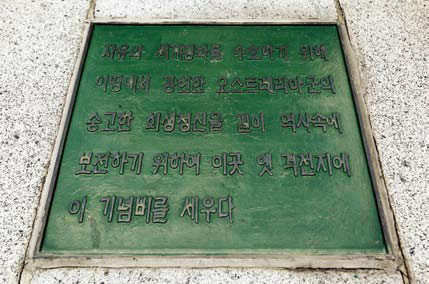 자유와 세계평화를 수호하기 위해
이땅에서 참전한 오스트레리아군의
숭고한 희생정신을 길이 역사속에
보전하기 위하여 이곳 옛 격전지에
이 기념비를 세우다